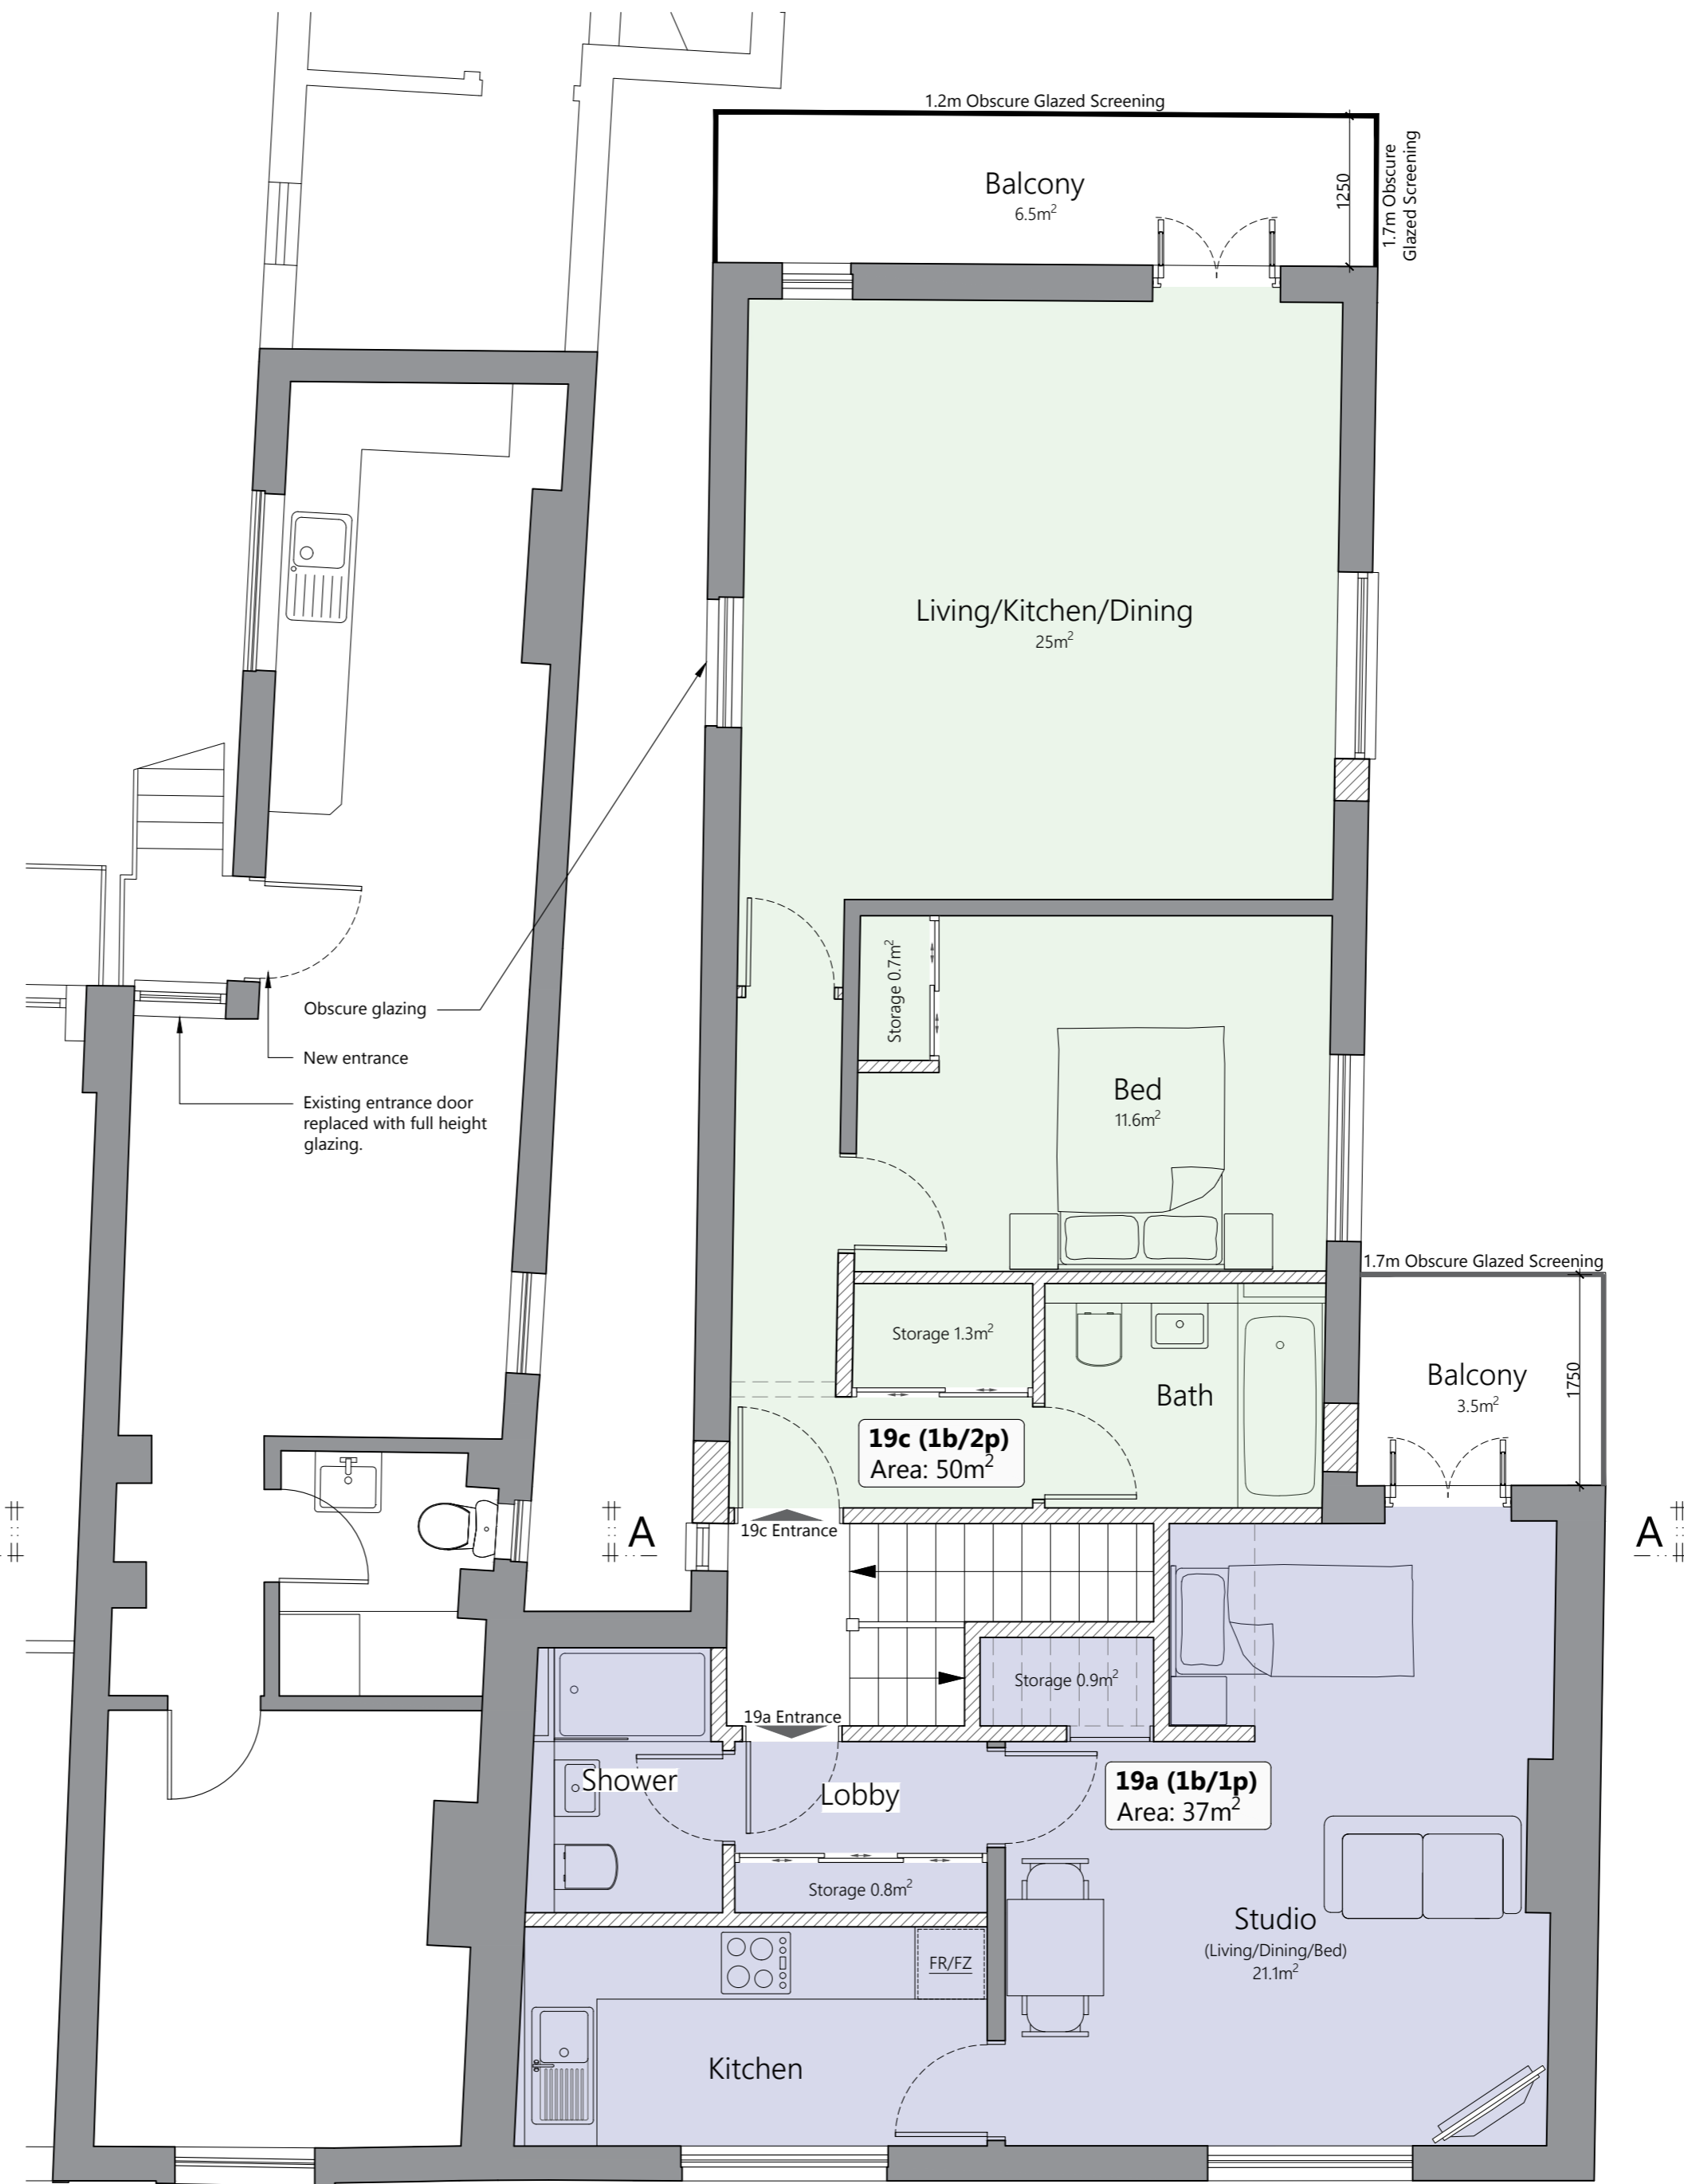 1.2m Obscure Glazed Screening
Balcony
6.5m²
1250
1.7m Obscure
Glazed Screening
Living/Kitchen/Dining
25m²
Storage 0.7m²
Obscure glazing
New entrance
Existing entrance door
replaced with full height
glazing.
Bed
11.6m²
1.7m Obscure Glazed Screening
Storage 1.3m²
Bath
Balcony
3.5m²
1750
19c (1b/2p)
Area: 50m²
A
19c Entrance
A
Storage 0.9m²
19a Entrance
Shower
Lobby
19a (1b/1p)
Area: 37m²
Storage 0.8m²
Studio
(Living/Dining/Bed)
21.1m²
FR/FZ
Kitchen